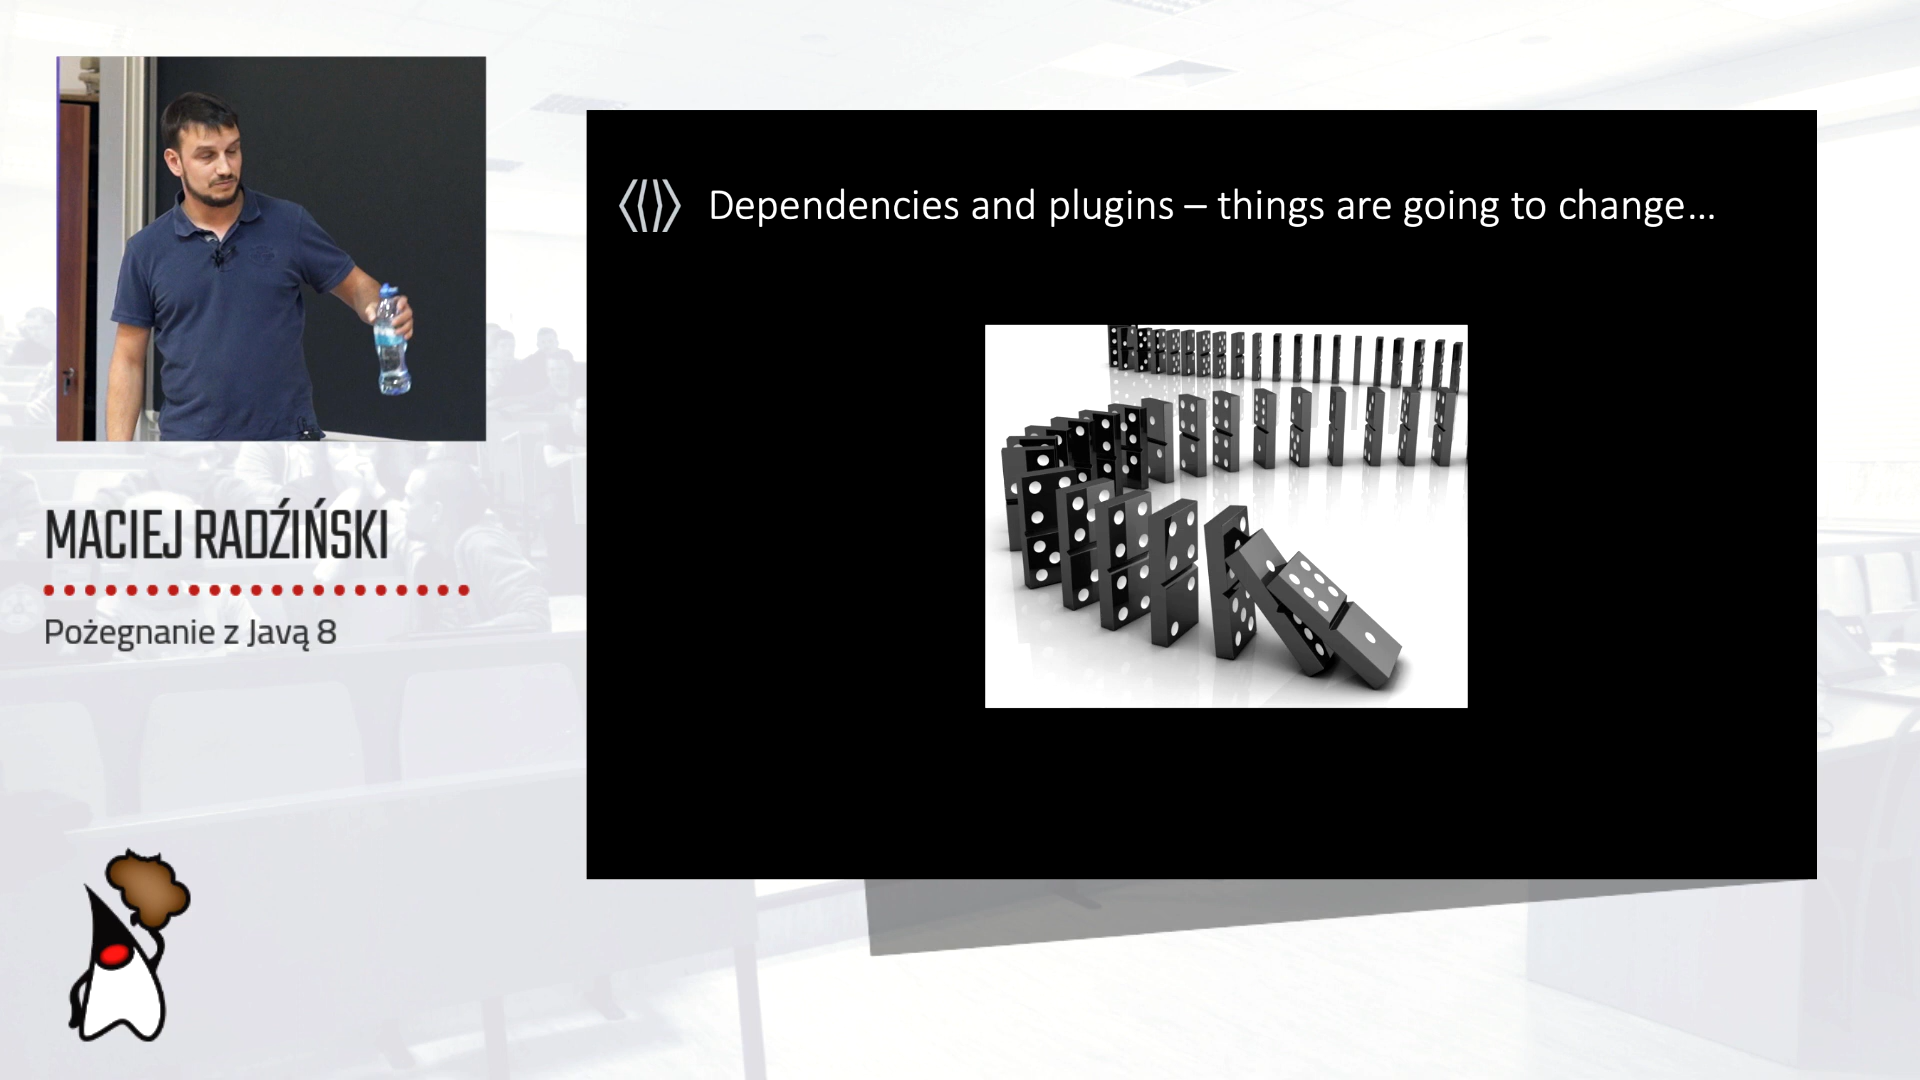 Dependencies and plugins – things are going to change...
MACIEJ RADŹIŃSKI
Pożegnanie z Javą 8